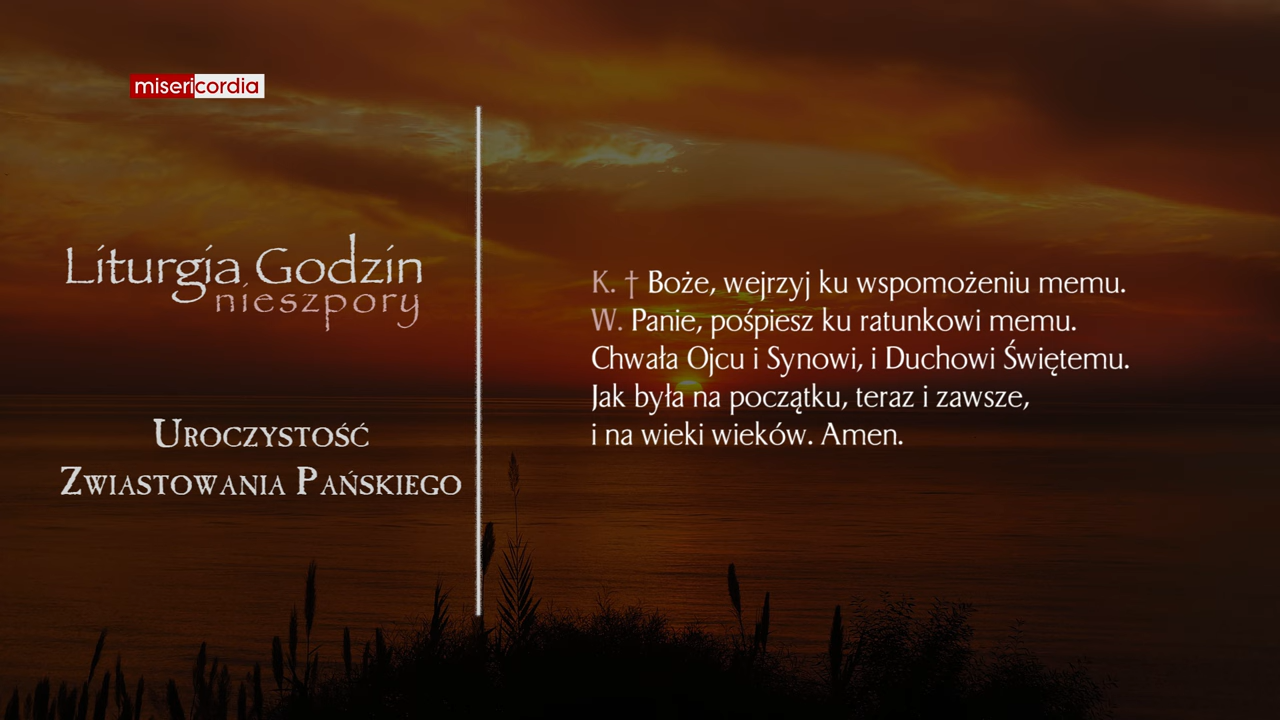 misericordia
Liturgia Godzin
nieszpory
Uroczystość
Zwiastowania Pańskiego
K. † Boże, wejrzyj ku wspomożeniu memu.
W. Panie, pośpiesz ku ratunkowi memu.
Chwała Ojcu i Synowi, i Duchowi Świętemu.
Jak była na początku, teraz i zawsze,
i na wieki wieków. Amen.